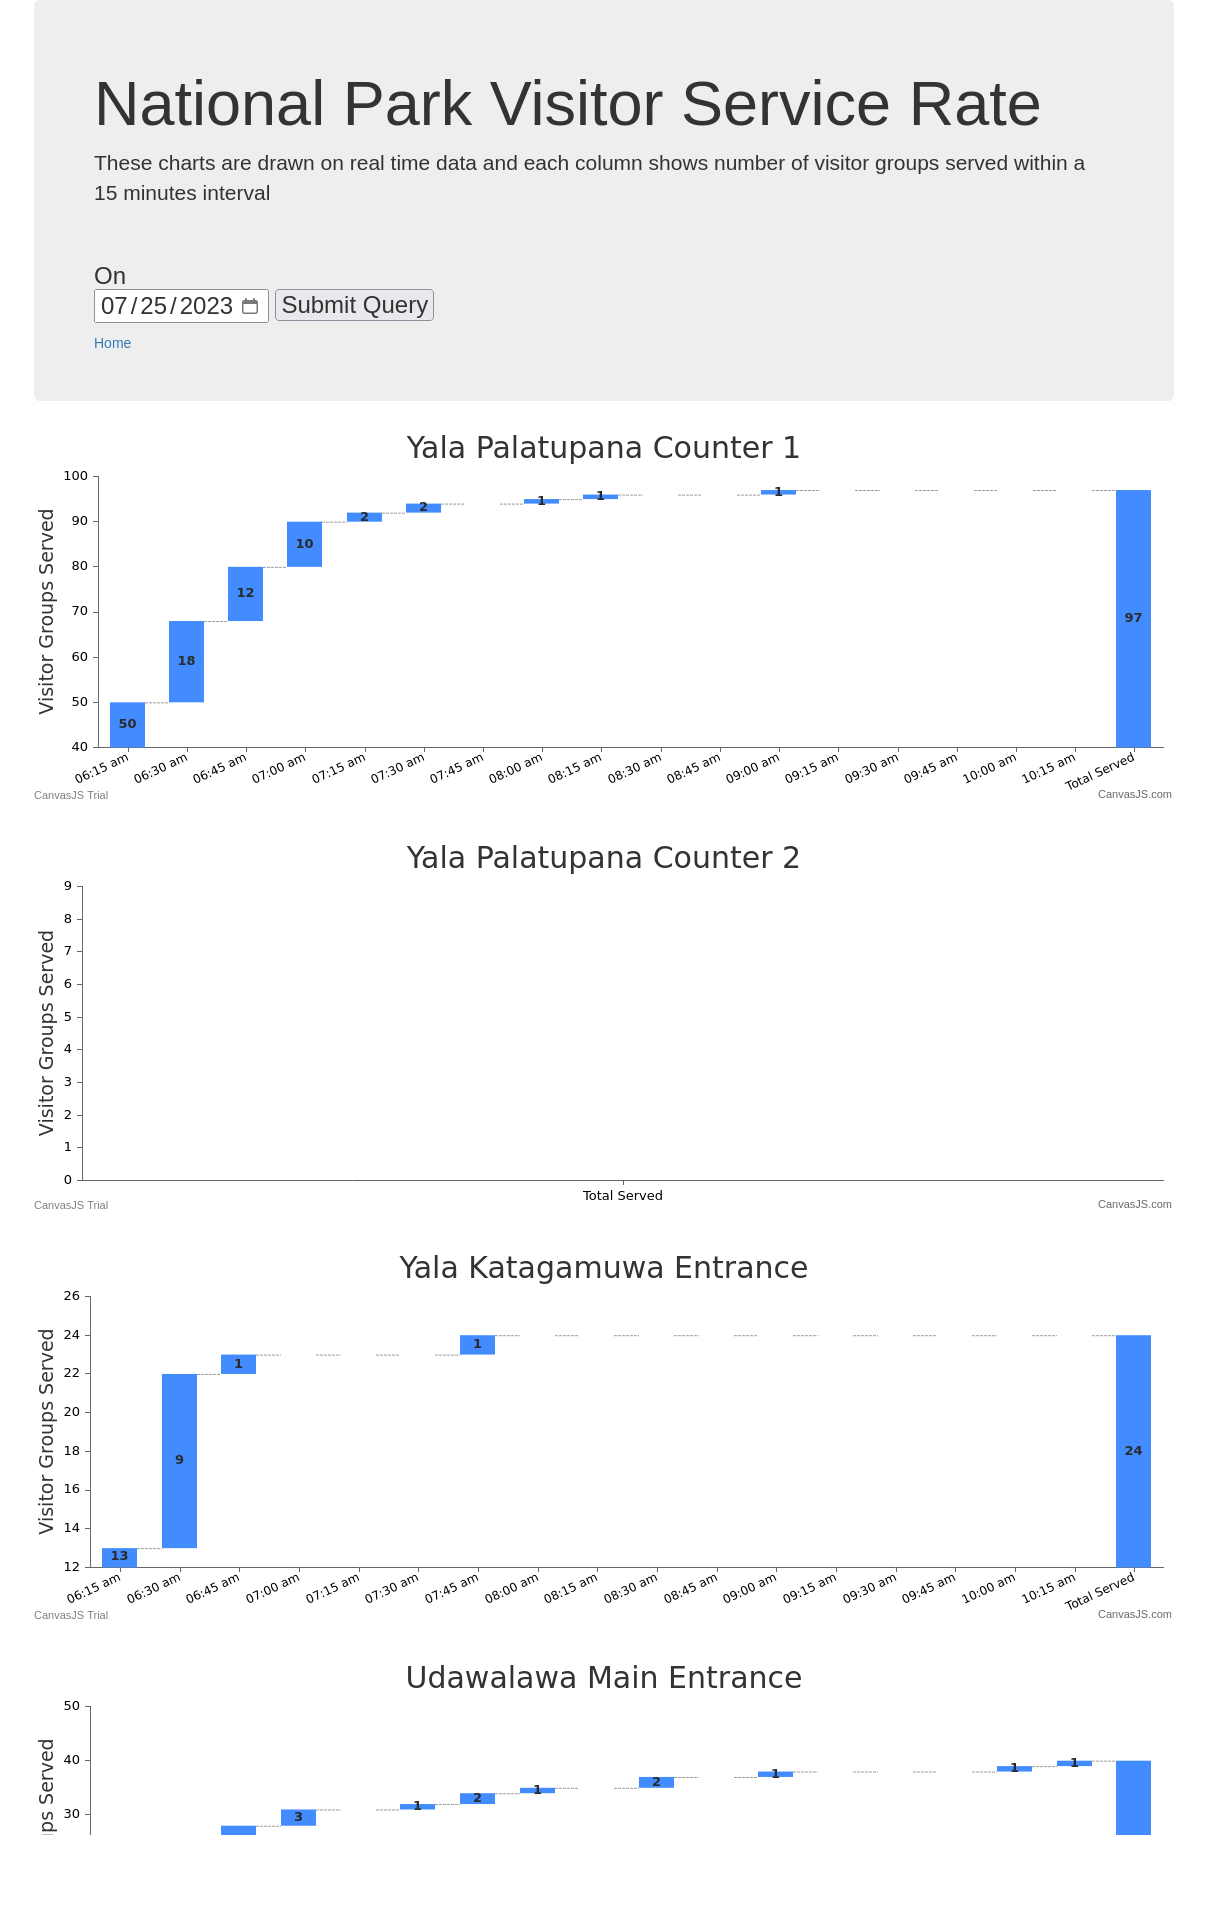 National Park Visitor Service Rate
These charts are drawn on real time data and each column shows number of visitor groups served within a
15 minutes interval
On
07/25/2023 Submit Query
Home
Yala Palatupana Counter 1
Visitor Groups Served
100
90
80
70
60
50
40
50
18
12
10
2
2
1
1
1
97
06:15 am
06:30 am
06:45 am
07:00 am
07:15 am
07:30 am
07:45 am
08:00 am
08:15 am
08:30 am
08:45 am
09:00 am
09:15 am
09:30 am
09:45 am
10:00 am
10:15 am
Total Served
CanvasJS Trial
CanvasJS.com
Yala Palatupana Counter 2
Visitor Groups Served
9
8
7
6
5
4
3
2
1
0
Total Served
CanvasJS Trial
CanvasJS.com
Yala Katagamuwa Entrance
Visitor Groups Served
26
24
22
20
18
16
14
12
13
9
1
1
24
06:15 am
06:30 am
06:45 am
07:00 am
07:15 am
07:30 am
07:45 am
08:00 am
08:15 am
08:30 am
08:45 am
09:00 am
09:15 am
09:30 am
09:45 am
10:00 am
10:15 am
Total Served
CanvasJS Trial
CanvasJS.com
Udawalawa Main Entrance
ps Served
50
40
30
3
1
2
1
2
1
1
1